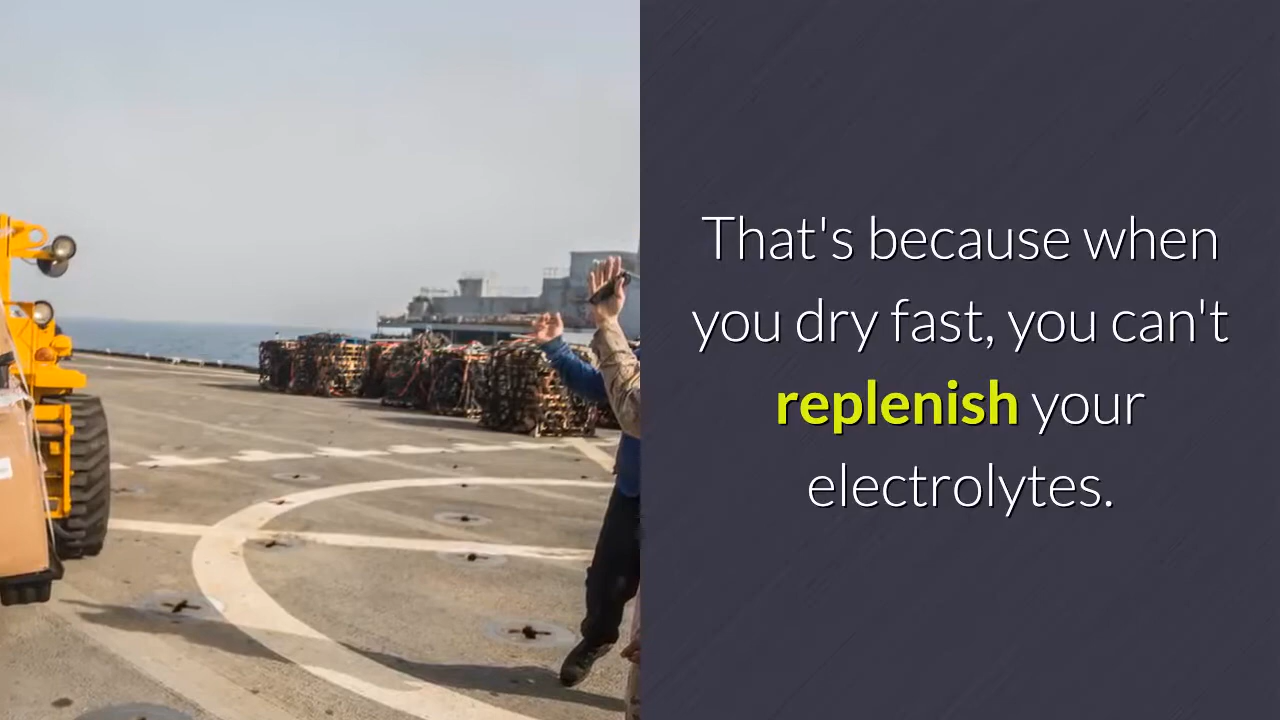 That's because when
you dry fast, you can't
replenish your
electrolytes.